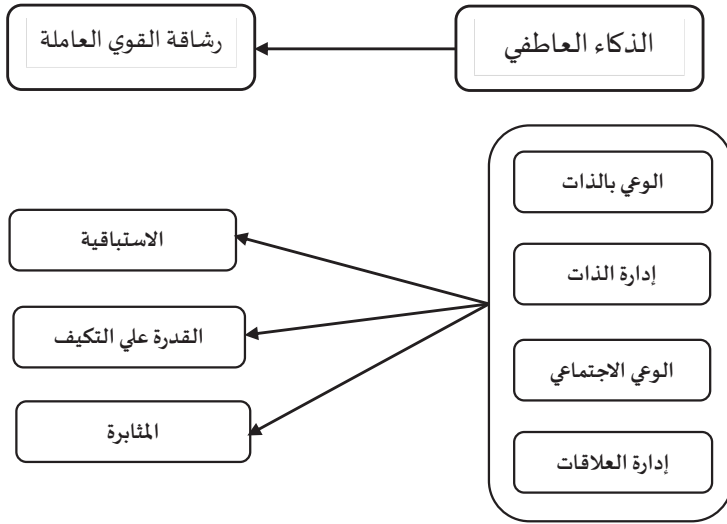 الذكاء العاطفي
رشاقة القوي العاملة
الوعي بالذات
إدارة الذات
الوعي الاجتماعي
إدارة العلاقات
الاستباقية
القدرة علي التكيف
المثابرة